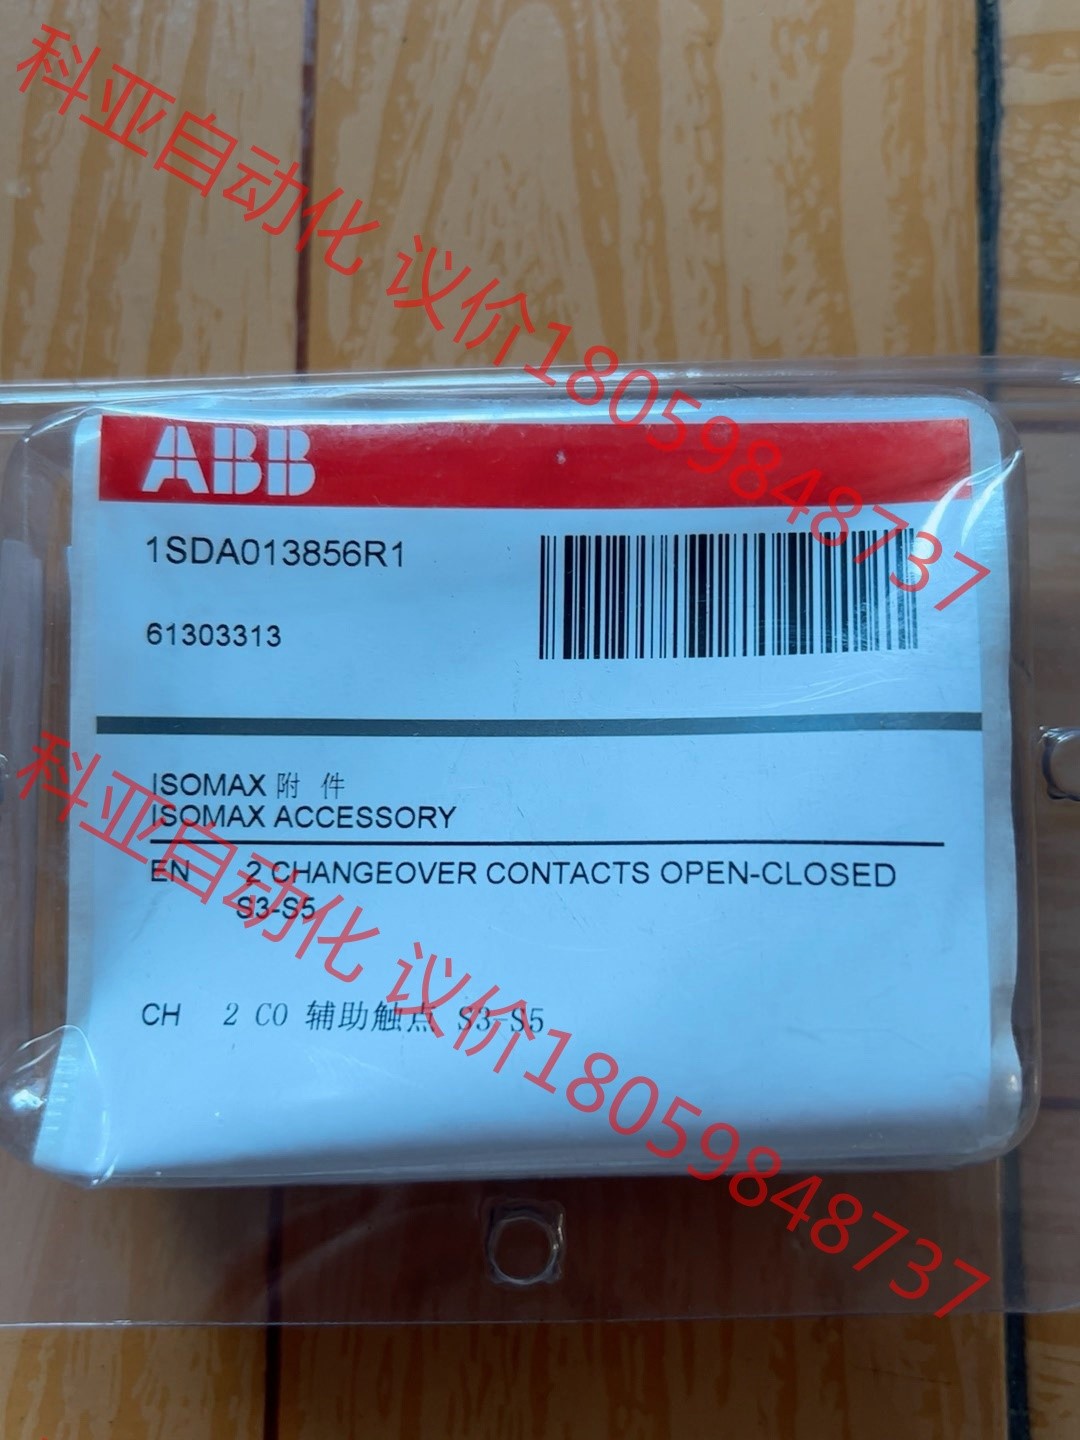 科亚自动化 议价18059848737
ABB
1SDA013856R1
61303313
ISOMAX 附 件
ISOMAX ACCESSORY
EN 2 CHANGEOVER CONTACTS OPEN-CLOSED
S3-S5
CH 2 CO 辅助触点 S3-S5
科亚自动化 议价18059848737